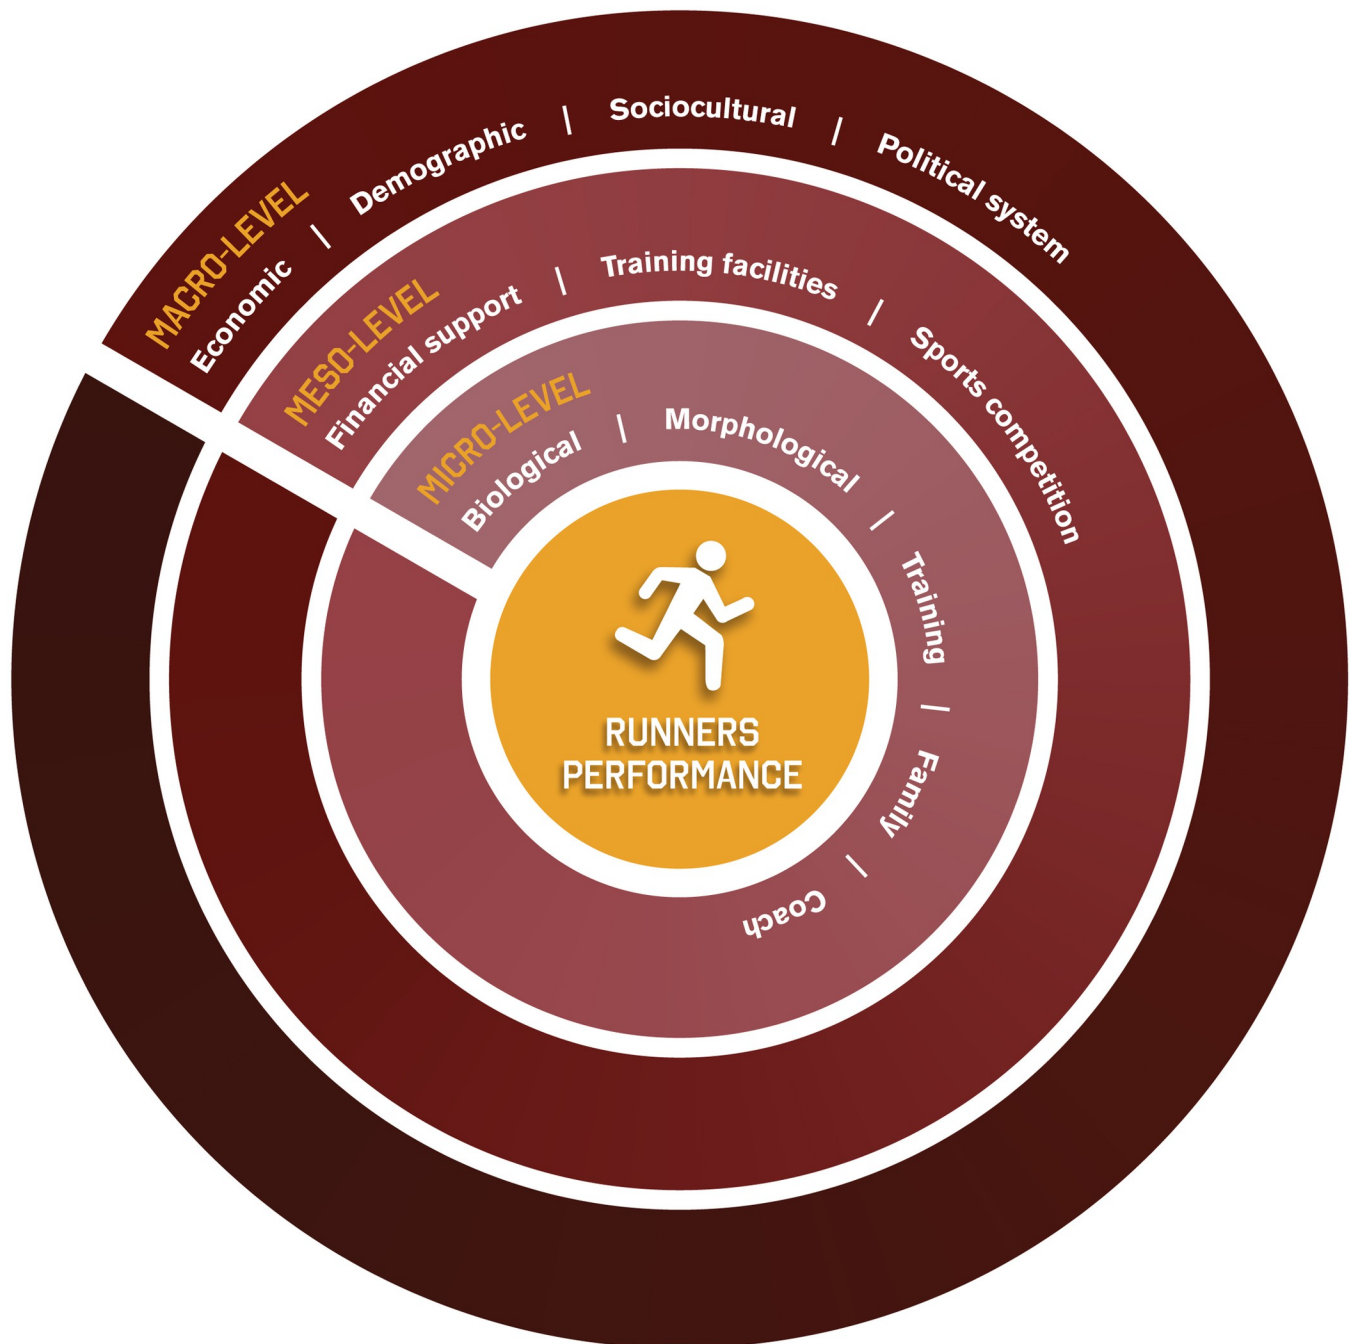 MACRO-LEVEL
Economic | Demographic | Sociocultural | Political system
MESO-LEVEL
Financial support | Training facilities | Sports competition
MICRO-LEVEL
Biological | Morphological | Training | Family | Coach
RUNNERS
PERFORMANCE